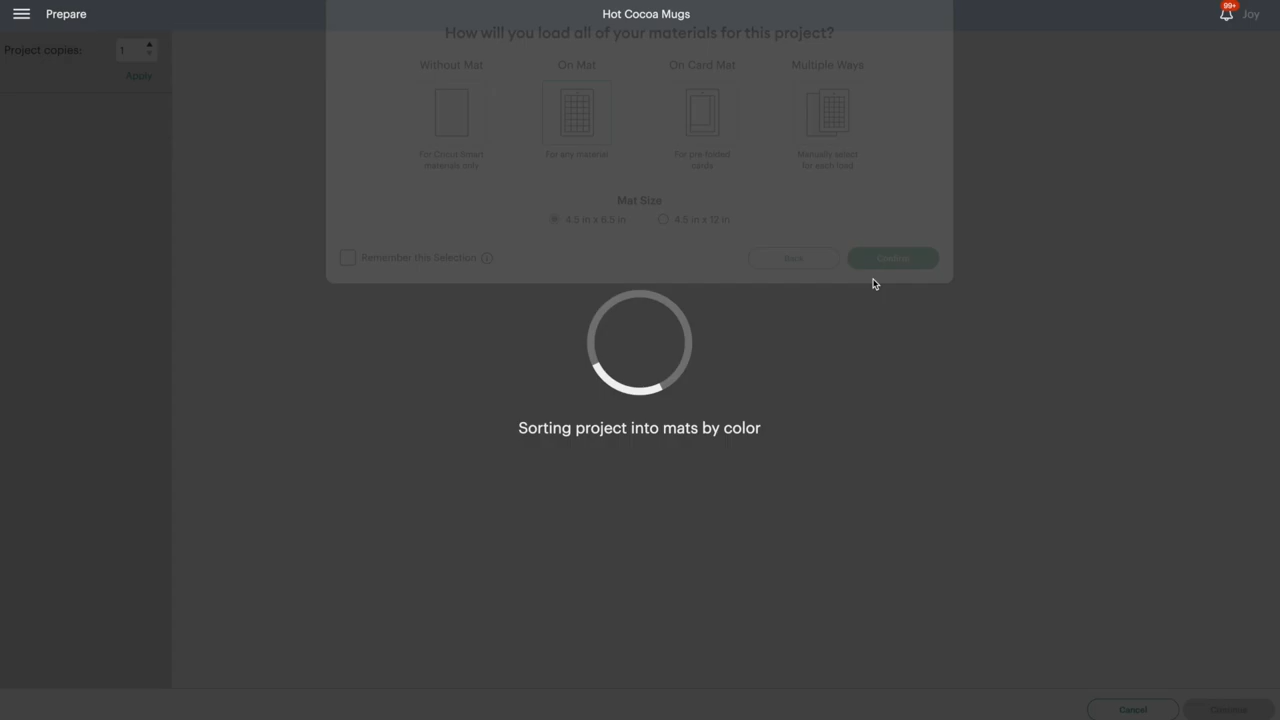 Prepare
Hot Cocoa Mugs
99+
Joy
Project copies:
1
Apply
How will you load all of your materials for this project?
Without Mat
On Mat
On Card Mat
Multiple Ways
For Cricut Smart
materials only
For any material
For pre folded
cards
Manually select
for each load
Mat Size
4.5 in x 6.5 in
4.5 in x 12 in
Remember this Selection
Back
Confirm
Sorting project into mats by color
Cancel
Continue